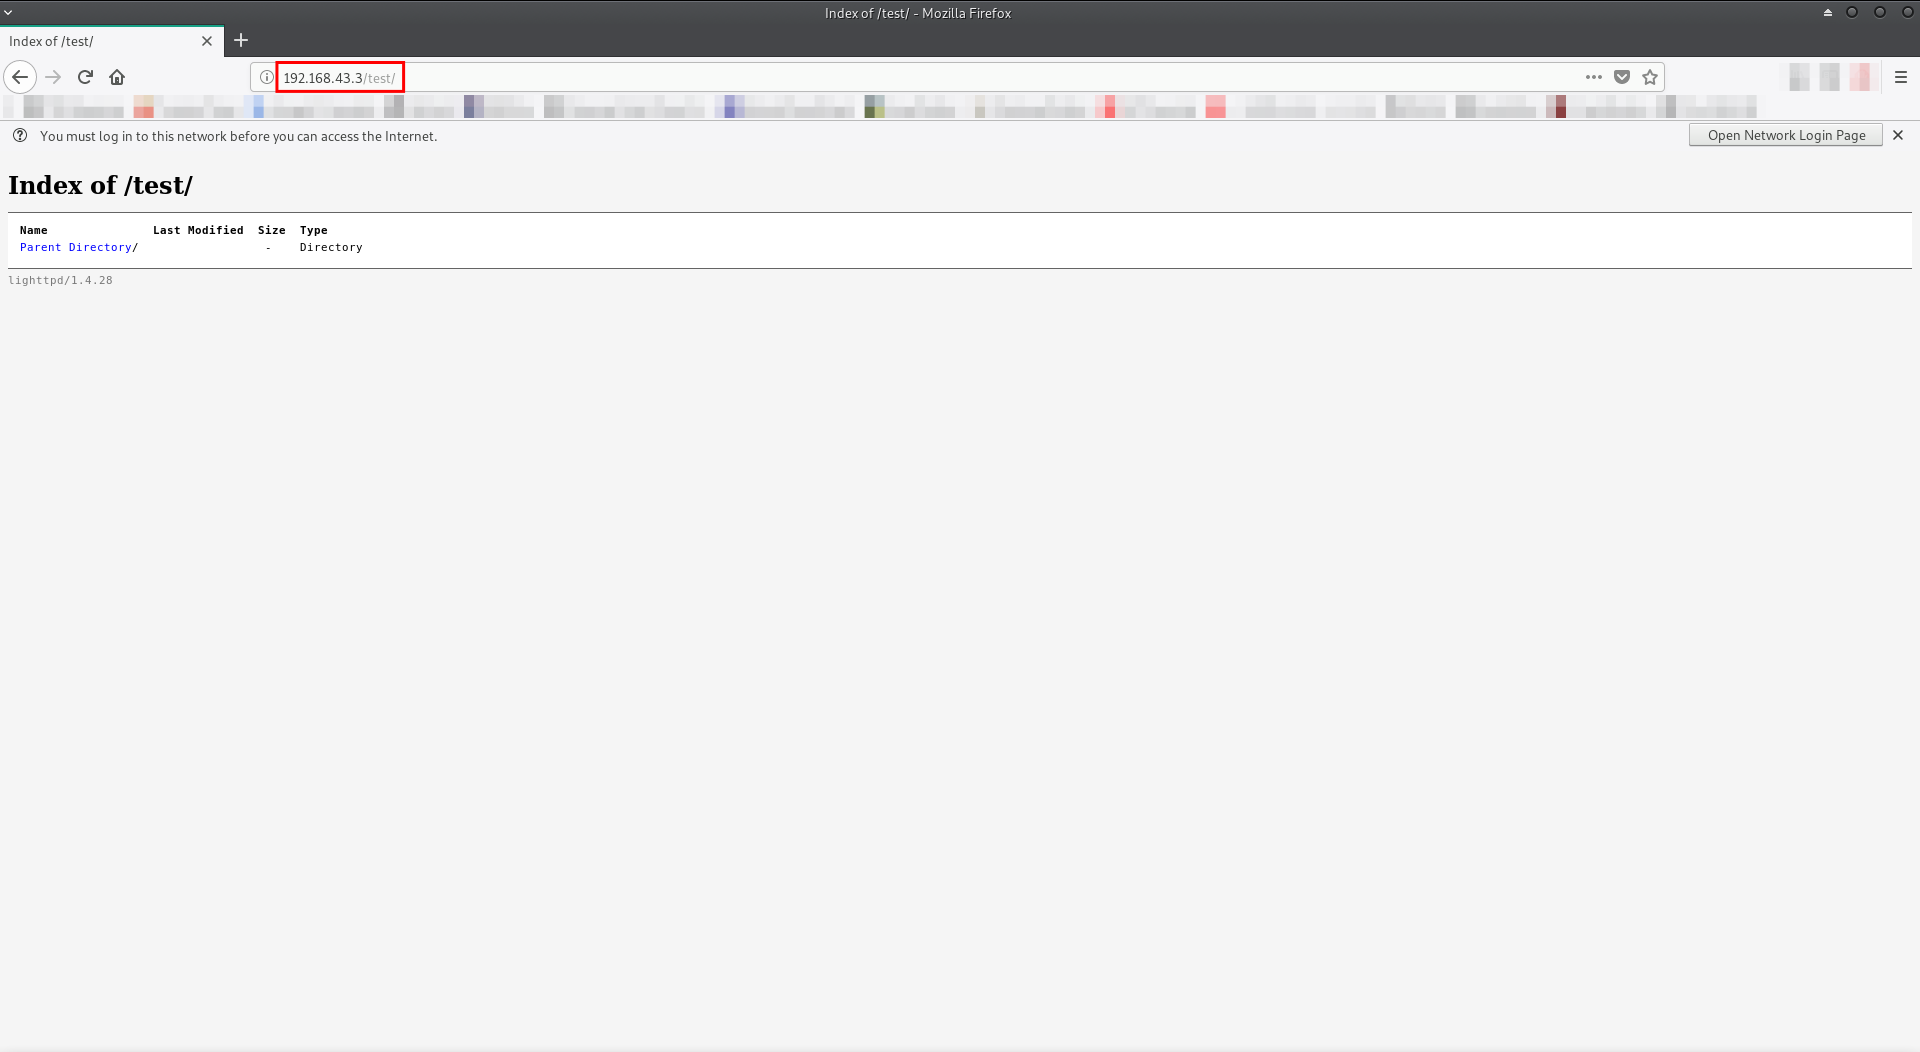 Index of /test/ - Mozilla Firefox
Index of /test/
192.168.43.3/test/
You must log in to this network before you can access the Internet.
Open Network Login Page
Index of /test/
Name Last Modified Size Type
Parent Directory/ - Directory
lighttpd/1.4.28